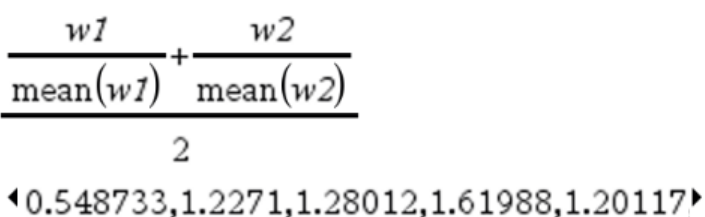 w1 w2
+
mean(w1) mean(w2)
2
◂0.548733,1.2271,1.28012,1.61988,1.20117▸